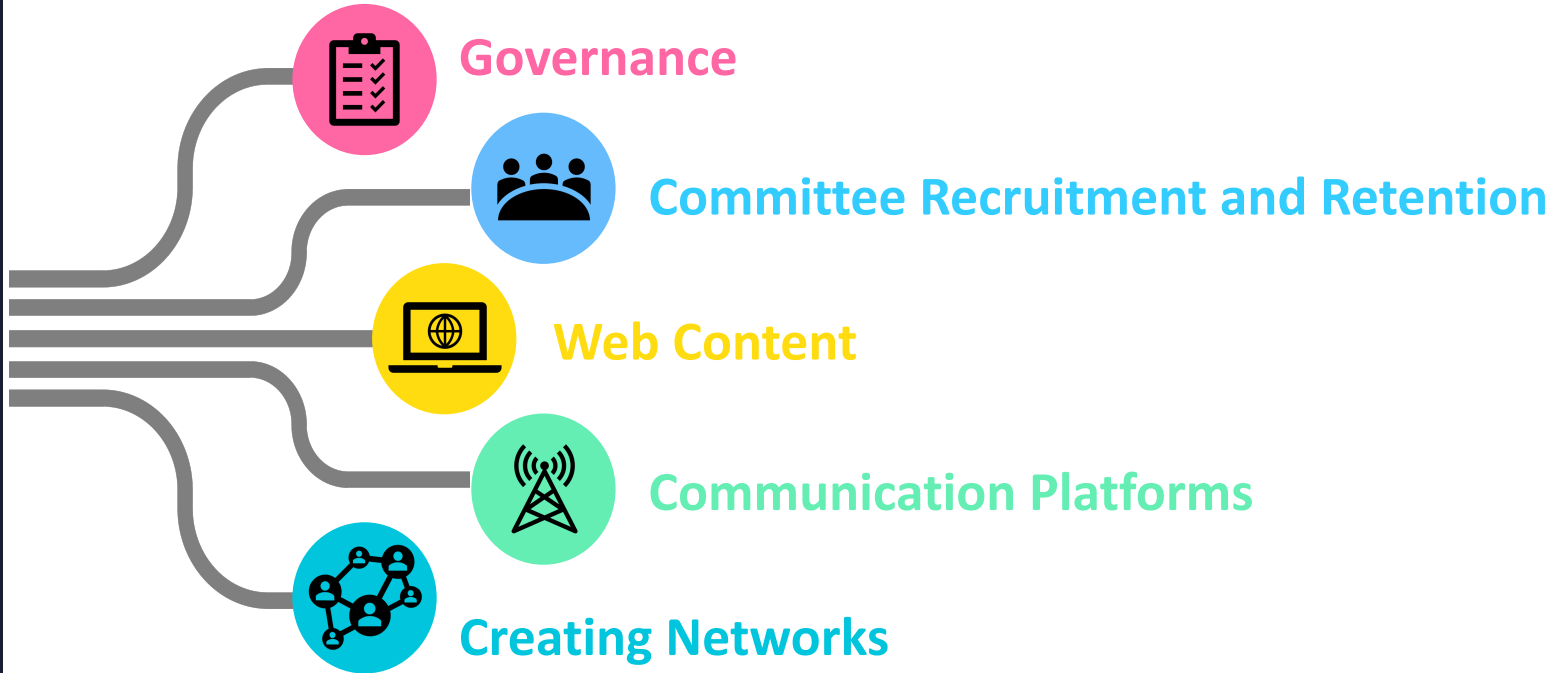 Governance
Committee Recruitment and Retention
Web Content
Communication Platforms
Creating Networks